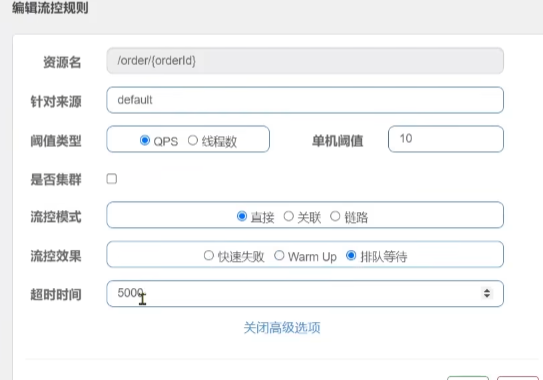 编辑流控规则
资源名 /order/{orderId}
针对来源 default
阈值类型 QPS 线程数 单机阈值 10
是否集群
流控模式 直接 关联 链路
流控效果 快速失败 Warm Up 排队等待
超时时间 5000
关闭高级选项